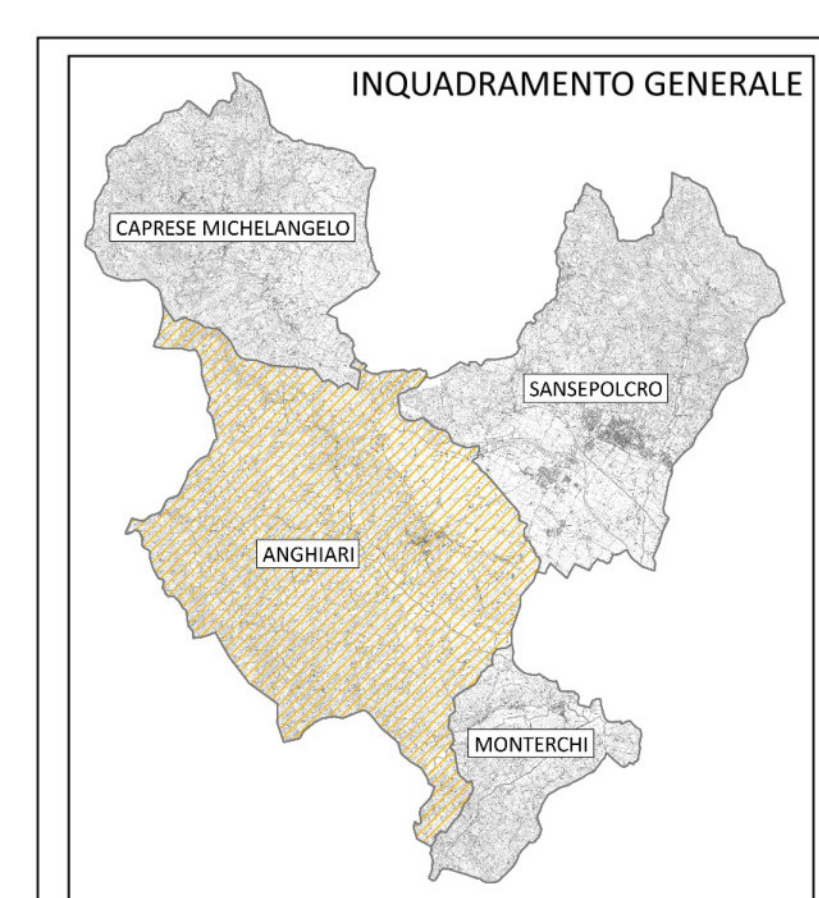 INQUADRAMENTO GENERALE
CAPRESE MICHELANGELO
SANSEPOLCRO
ANGHIARI
MONTERCHI